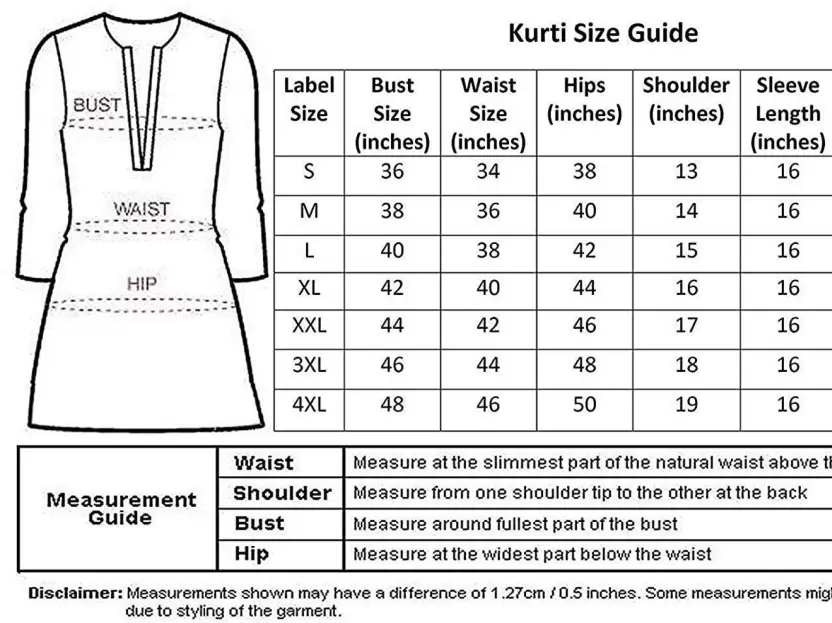 Kurti Size Guide
BUST
WAIST
HIP
Label Size Bust Size (inches) Waist Size (inches) Hips (inches) Shoulder (inches) Sleeve Length (inches)
S 36 34 38 13 16
M 38 36 40 14 16
L 40 38 42 15 16
XL 42 40 44 16 16
XXL 44 42 46 17 16
3XL 46 44 48 18 16
4XL 48 46 50 19 16
Measurement Guide
Waist Measure at the slimmest part of the natural waist above
Shoulder Measure from one shoulder tip to the other at the back
Bust Measure around fullest part of the bust
Hip Measure at the widest part below the waist
Disclaimer: Measurements shown may have a difference of 1.27cm / 0.5 inches. Some measurements
due to styling of the garment.